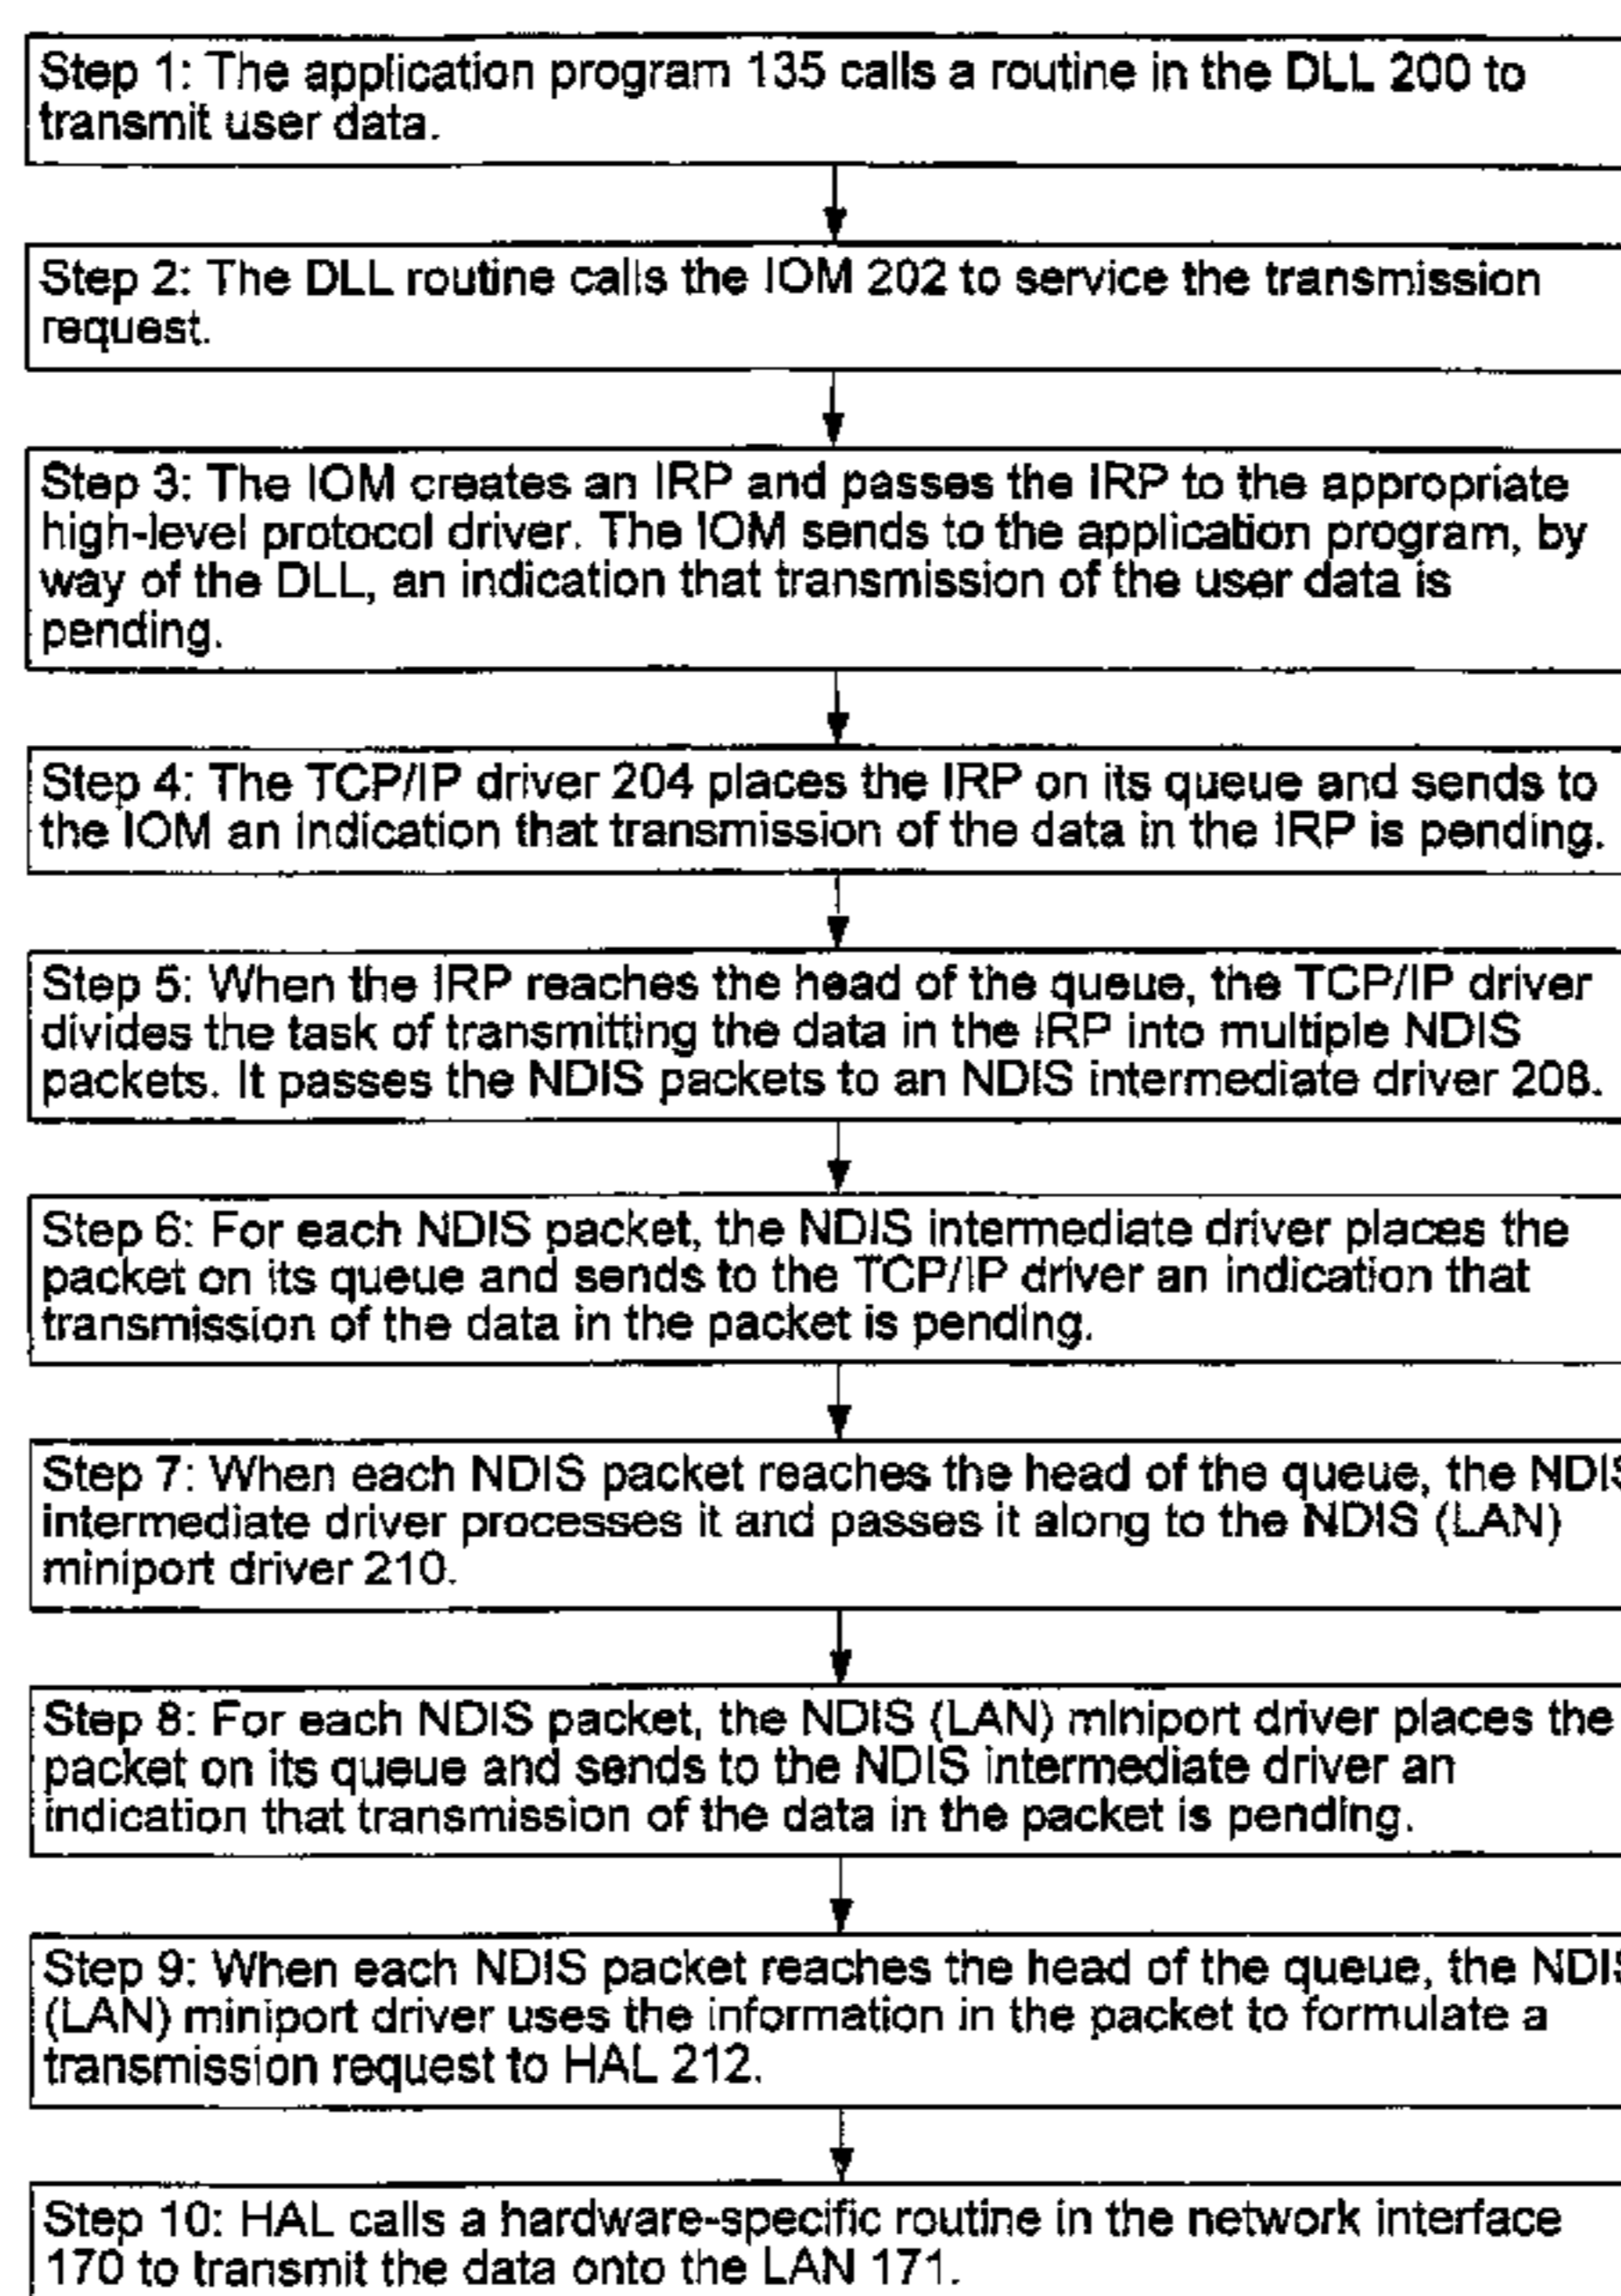 Step 1: The application program 135 calls a routine in the DLL 200 to
transmit user data.
Step 2: The DLL routine calls the IOM 202 to service the transmission
request.
Step 3: The IOM creates an IRP and passes the IRP to the appropriate
high-level protocol driver. The IOM sends to the application program, by
way of the DLL, an indication that transmission of the user data is
pending.
Step 4: The TCP/IP driver 204 places the IRP on its queue and sends to
the IOM an indication that transmission of the data in the IRP is pending.
Step 5: When the IRP reaches the head of the queue, the TCP/IP driver
divides the task of transmitting the data in the IRP into multiple NDIS
packets. It passes the NDIS packets to an NDIS intermediate driver 208.
Step 6: For each NDIS packet, the NDIS intermediate driver places the
packet on its queue and sends to the TCP/IP driver an indication that
transmission of the data in the packet is pending.
Step 7: When each NDIS packet reaches the head of the queue, the NDIS
intermediate driver processes it and passes it along to the NDIS (LAN)
miniport driver 210.
Step 8: For each NDIS packet, the NDIS (LAN) miniport driver places the
packet on its queue and sends to the NDIS intermediate driver an
indication that transmission of the data in the packet is pending.
Step 9: When each NDIS packet reaches the head of the queue, the NDIS
(LAN) miniport driver uses the information in the packet to formulate a
transmission request to HAL 212.
Step 10: HAL calls a hardware-specific routine in the network interface
170 to transmit the data onto the LAN 171.